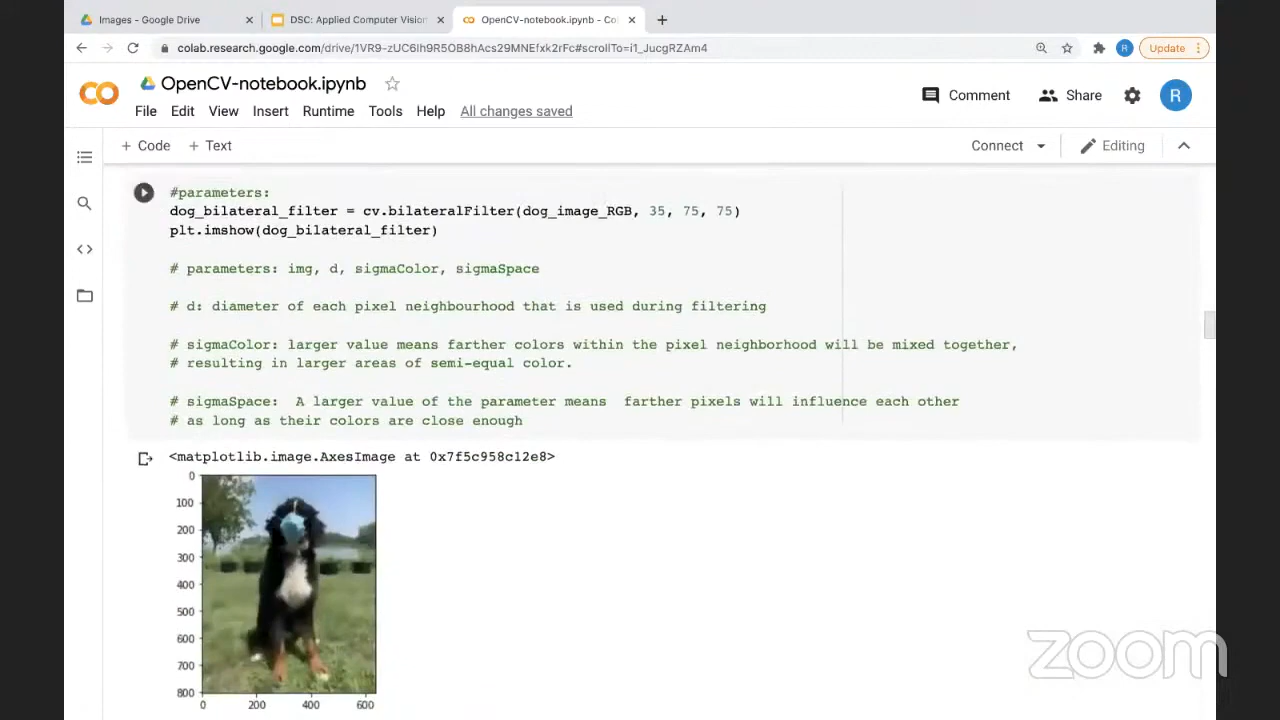 Images - Google Drive
DSC: Applied Computer Vision
OpenCV-notebook.ipynb - Co
colab.research.google.com/drive/1VR9-zUC6lh9R5OB8hAcs29MNEfxk2rFc#scrollTo=i1_JucgRZAm4
R
Update
OpenCV-notebook.ipynb
File Edit View Insert Runtime Tools Help All changes saved
Comment
Share
R
+ Code + Text
Connect
Editing
#parameters:
dog_bilateral_filter = cv.bilateralFilter(dog_image_RGB, 35, 75, 75)
plt.imshow(dog_bilateral_filter)
# parameters: img, d, sigmaColor, sigmaSpace
# d: diameter of each pixel neighbourhood that is used during filtering
# sigmaColor: larger value means farther colors within the pixel neighborhood will be mixed together,
# resulting in larger areas of semi-equal color.
# sigmaSpace:  A larger value of the parameter means  farther pixels will influence each other
# as long as their colors are close enough
<matplotlib.image.AxesImage at 0x7f5c958c12e8>
0
100
200
300
400
500
600
700
800
0 200 400 600
zoom